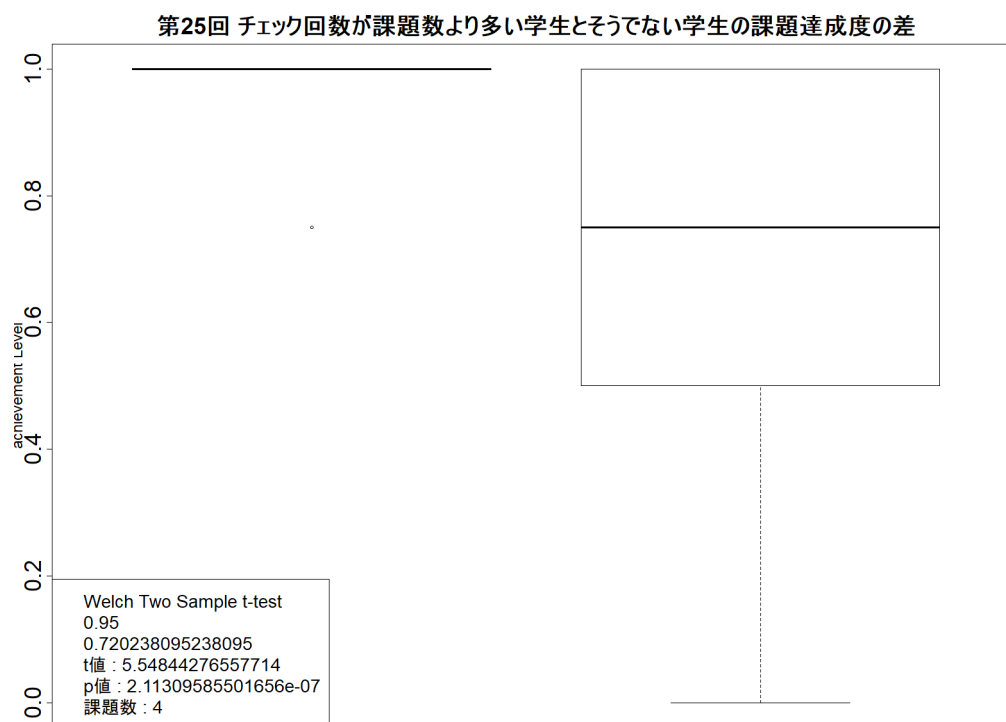 第25回 チェック回数が課題数より多い学生とそうでない学生の課題達成度の差
1.0
0.8
0.6
0.4
0.2
0.0
achievement Level
Welch Two Sample t-test
0.95
0.720238095238095
t値 : 5.54844276557714
p値 : 2.11309585501656e-07
課題数 : 4